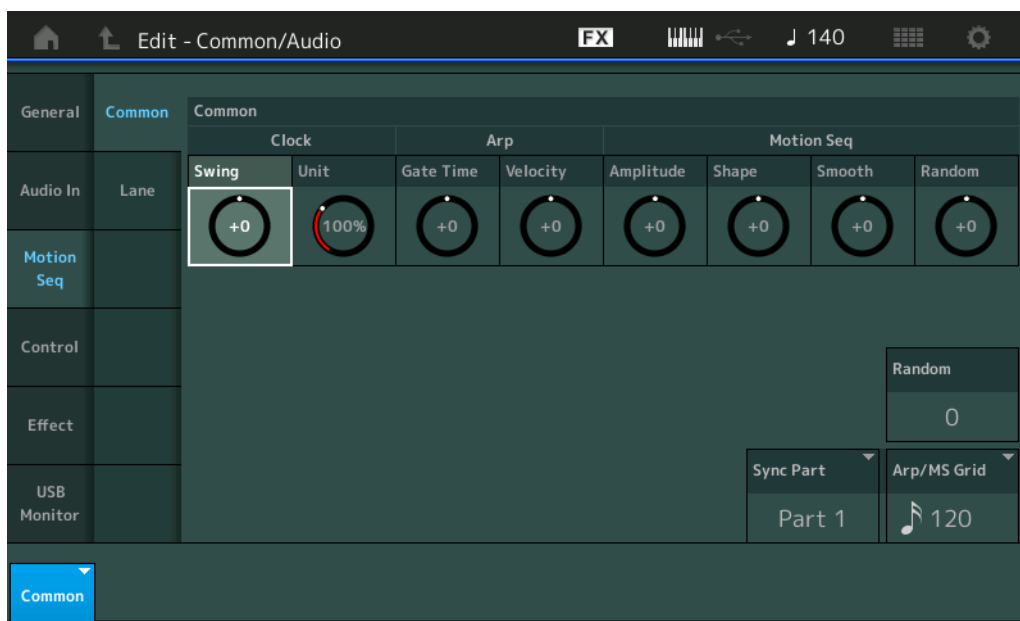 Edit - Common/Audio FX 140
General
Common
Common
Clock Arp Motion Seq
Swing Unit Gate Time Velocity Amplitude Shape Smooth Random
+0 100% +0 +0 +0 +0 +0 +0
Audio In
Lane
Motion
Seq
Control
Random
0
Effect
Sync Part Arp/MS Grid
Part 1 120
USB
Monitor
Common